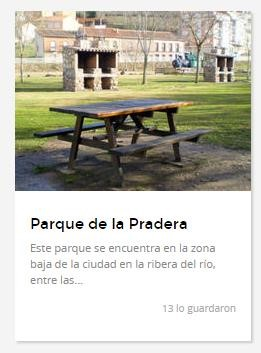 Parque de la Pradera
Este parque se encuentra en la zona
baja de la ciudad en la ribera del río,
entre las...
13 lo guardaron